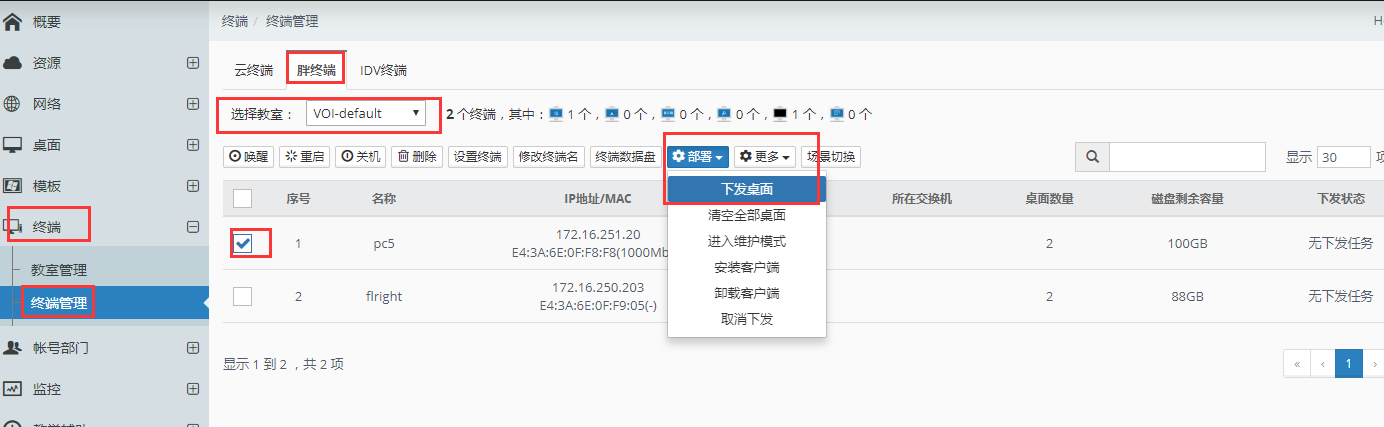 概要
资源
网络
桌面
模板
终端
教室管理
终端管理
帐号部门
监控
终端 / 终端管理
云终端 胖终端 IDV终端
选择教室： VOI-default 2 个终端，其中： 1 个， 0 个， 0 个， 0 个， 1 个， 0 个
唤醒 重启 关机 删除 设置终端 修改终端名 终端数据盘 部署 更多 场景切换 显示 30 项
下发桌面
清空全部桌面
进入维护模式
安装客户端
卸载客户端
取消下发
序号 名称 IP地址/MAC 所在交换机 桌面数量 磁盘剩余容量 下发状态
1 pc5 172.16.251.20 2 100GB 无下发任务
E4:3A:6E:0F:F8:F8(1000Mb
2 flright 172.16.250.203 2 88GB 无下发任务
E4:3A:6E:0F:F9:05(-)
显示 1 到 2 ，共 2 项
« ‹ 1 ›